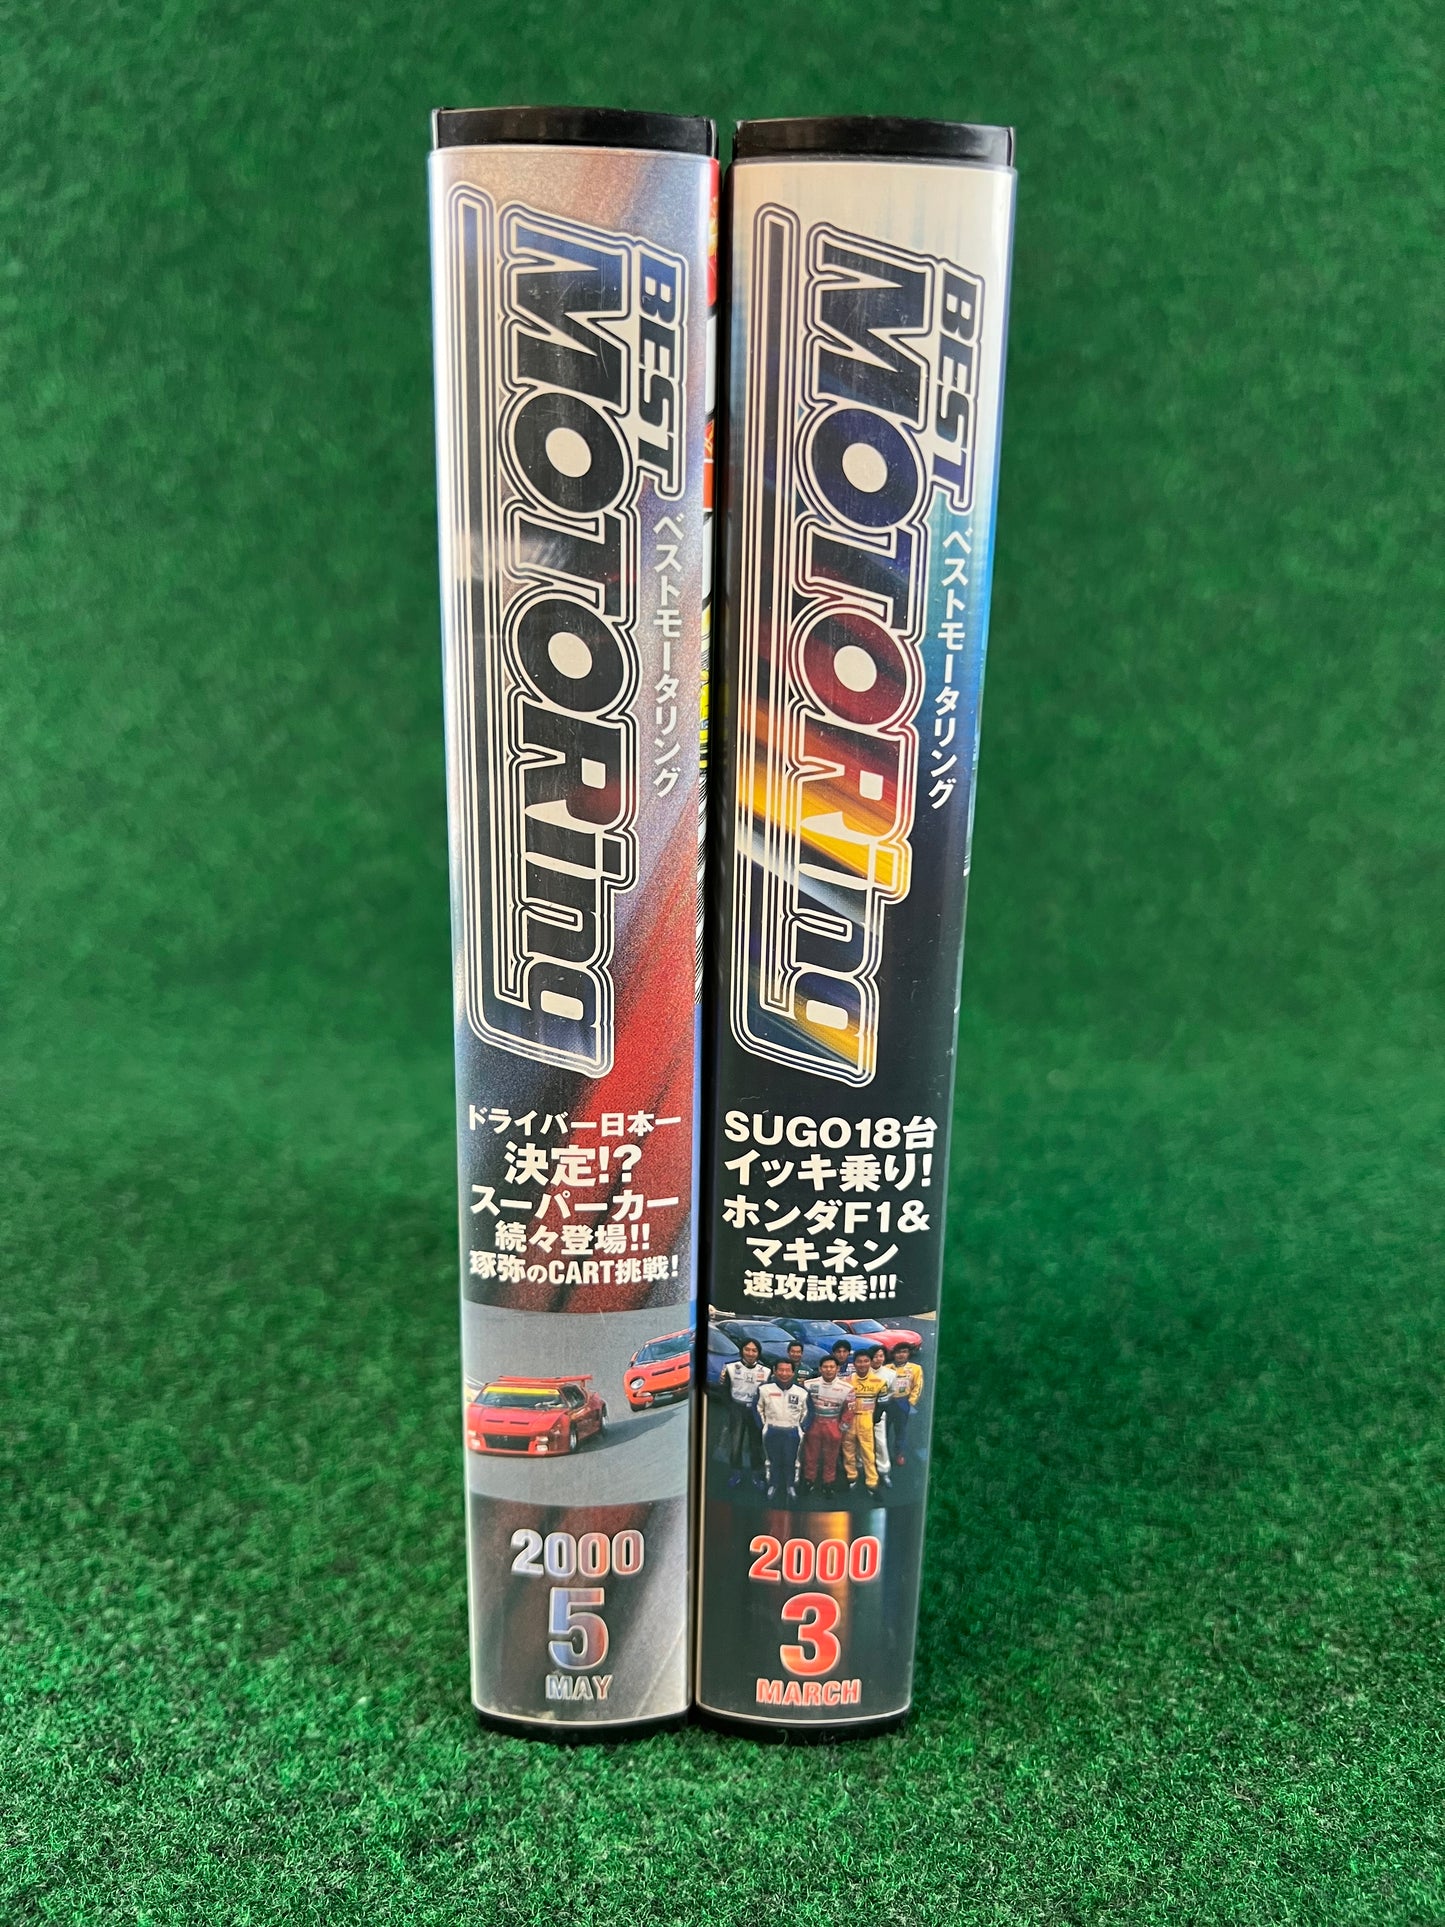 BEST
MOTORing
ベストモータリング
ドライバー日本一
決定!?
スーパーカー
続々登場!!
琢弥のCART挑戦!
2000
5
MAY
BEST
MOTORing
ベストモータリング
SUGO18台
イッキ乗り!
ホンダF1&
マキネン
速攻試乗!!!
2000
3
MARCH